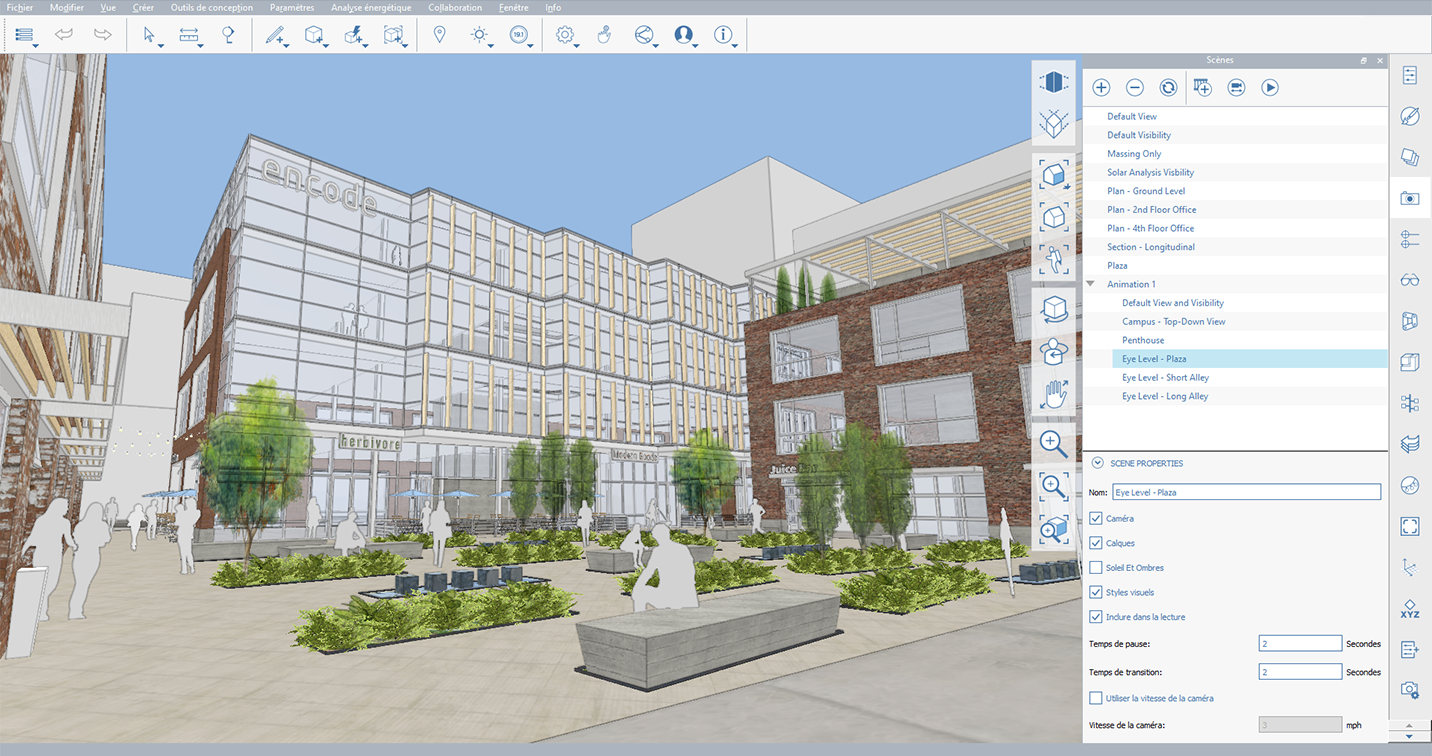 Fichier Modifier Vue Créer Outils de conception Paramètres Analyse énergétique Collaboration Fenêtre Info
19.1
Scènes
Default View
Default Visibility
Massing Only
Solar Analysis Visbility
Plan - Ground Level
Plan - 2nd Floor Office
Plan - 4th Floor Office
Section - Longitudinal
Plaza
Animation 1
Default View and Visibility
Campus - Top-Down View
Penthouse
Eye Level - Plaza
Eye Level - Short Alley
Eye Level - Long Alley
SCENE PROPERTIES
Nom: Eye Level - Plaza
Caméra
Calques
Soleil Et Ombres
Styles visuels
Indure dans la lecture
Temps de pause: 2 Secondes
Temps de transition: 2 Secondes
Utiliser la vitesse de la caméra
Vitesse de la caméra: 3 mph
XYZ
encode
herbivore
Modern Goods
Juice